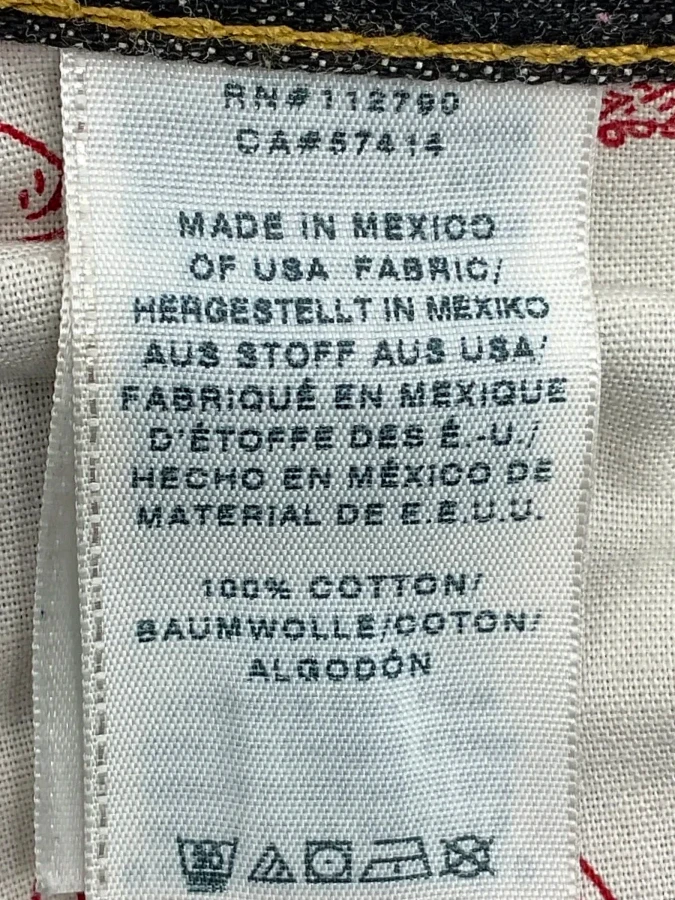 RN#112790
CA#57414
MADE IN MEXICO
OF USA FABRIC/
HERGESTELLT IN MEXIKO
AUS STOFF AUS USA/
FABRIQUÉ EN MEXIQUE
D'ÉTOFFE DES É.-U./
HECHO EN MÉXICO DE
MATERIAL DE E.E.U.U.
100% COTTON/
BAUMWOLLE/COTON/
ALGODÓN
30